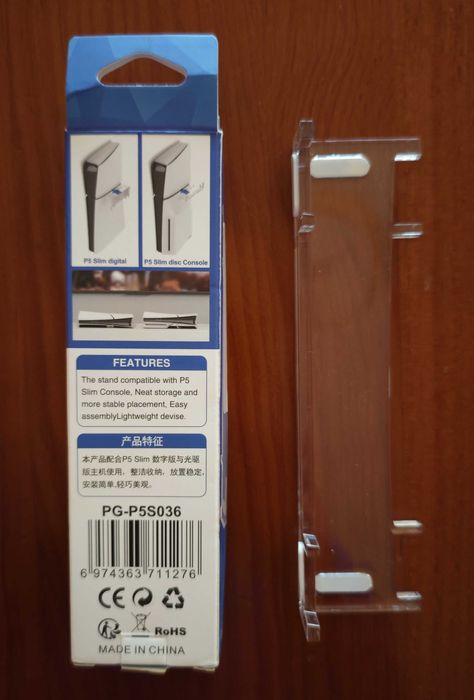 P5 Slim digital
P5 Slim disc Console
FEATURES
The stand compatible with P5
Slim Console, Neat storage and
more stable placement, Easy
assemblyLightweight devise.
产品特征
本产品配合P5 Slim 数字版与光驱
版主机使用，整洁收纳，放置稳定，
安装简单,轻巧美观。
PG-P5S036
6 974363 711276
CE
RoHS
MADE IN CHINA